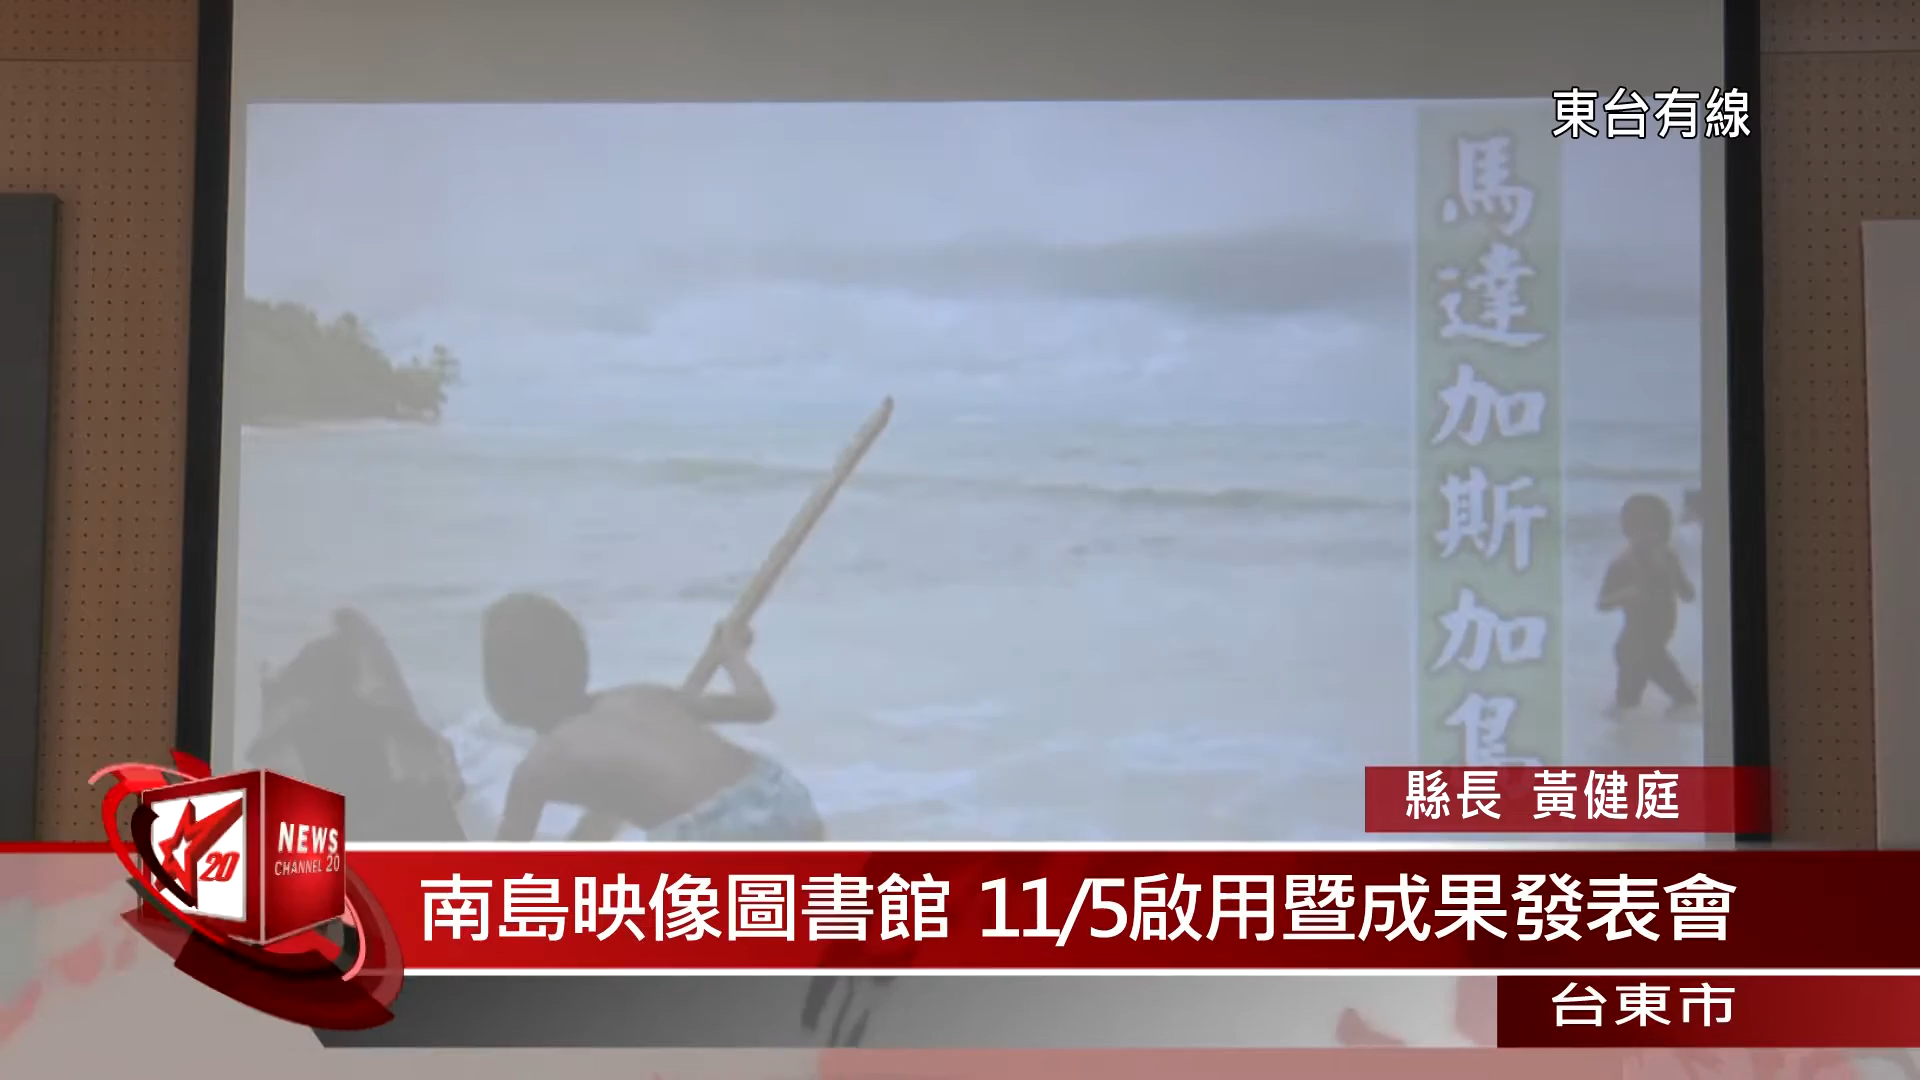 東台有線
馬達加斯加島
縣長 黃健庭
NEWS
CHANNEL 20
20
南島映像圖書館 11/5啟用暨成果發表會
台東市